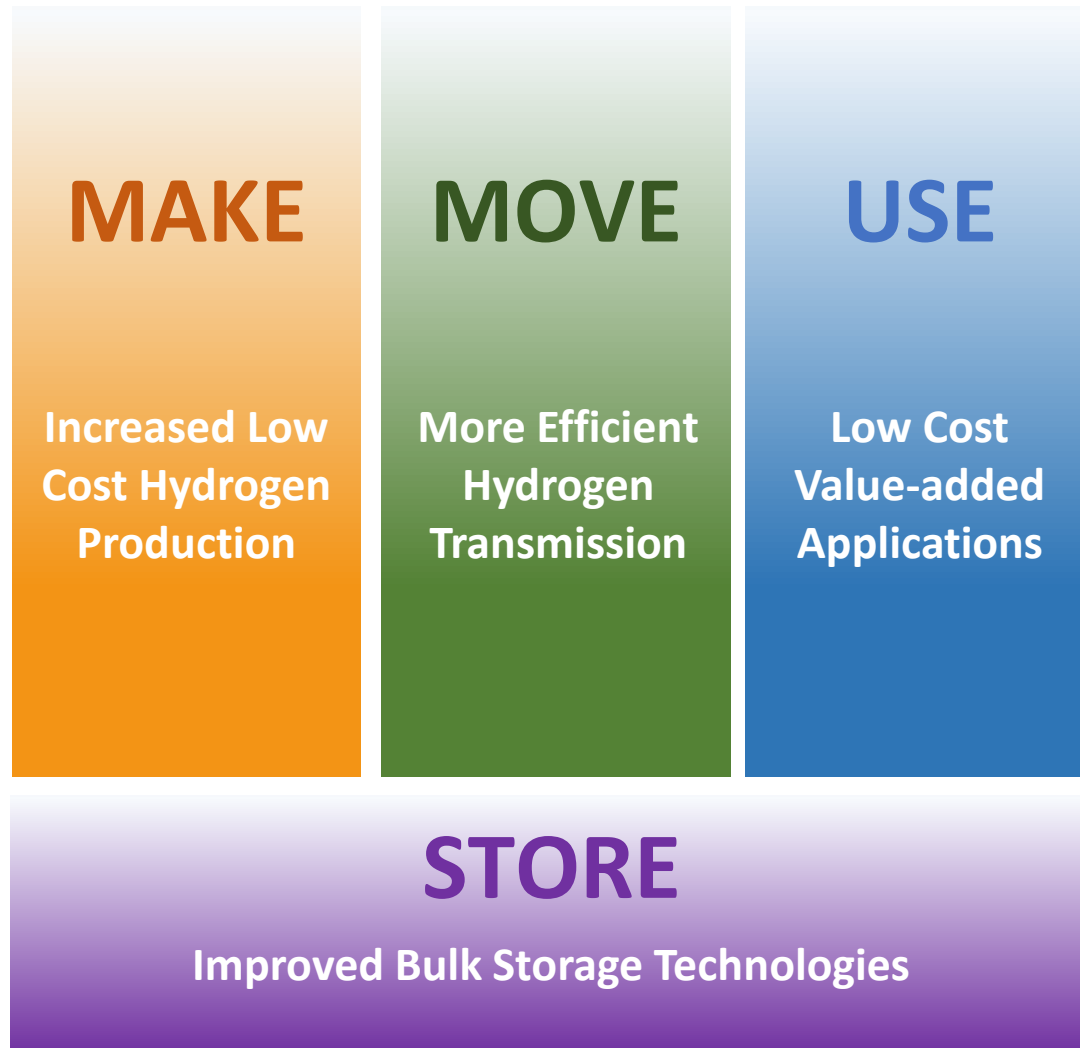 MAKE
Increased Low
Cost Hydrogen
Production
MOVE
More Efficient
Hydrogen
Transmission
USE
Low Cost
Value-added
Applications
STORE
Improved Bulk Storage Technologies